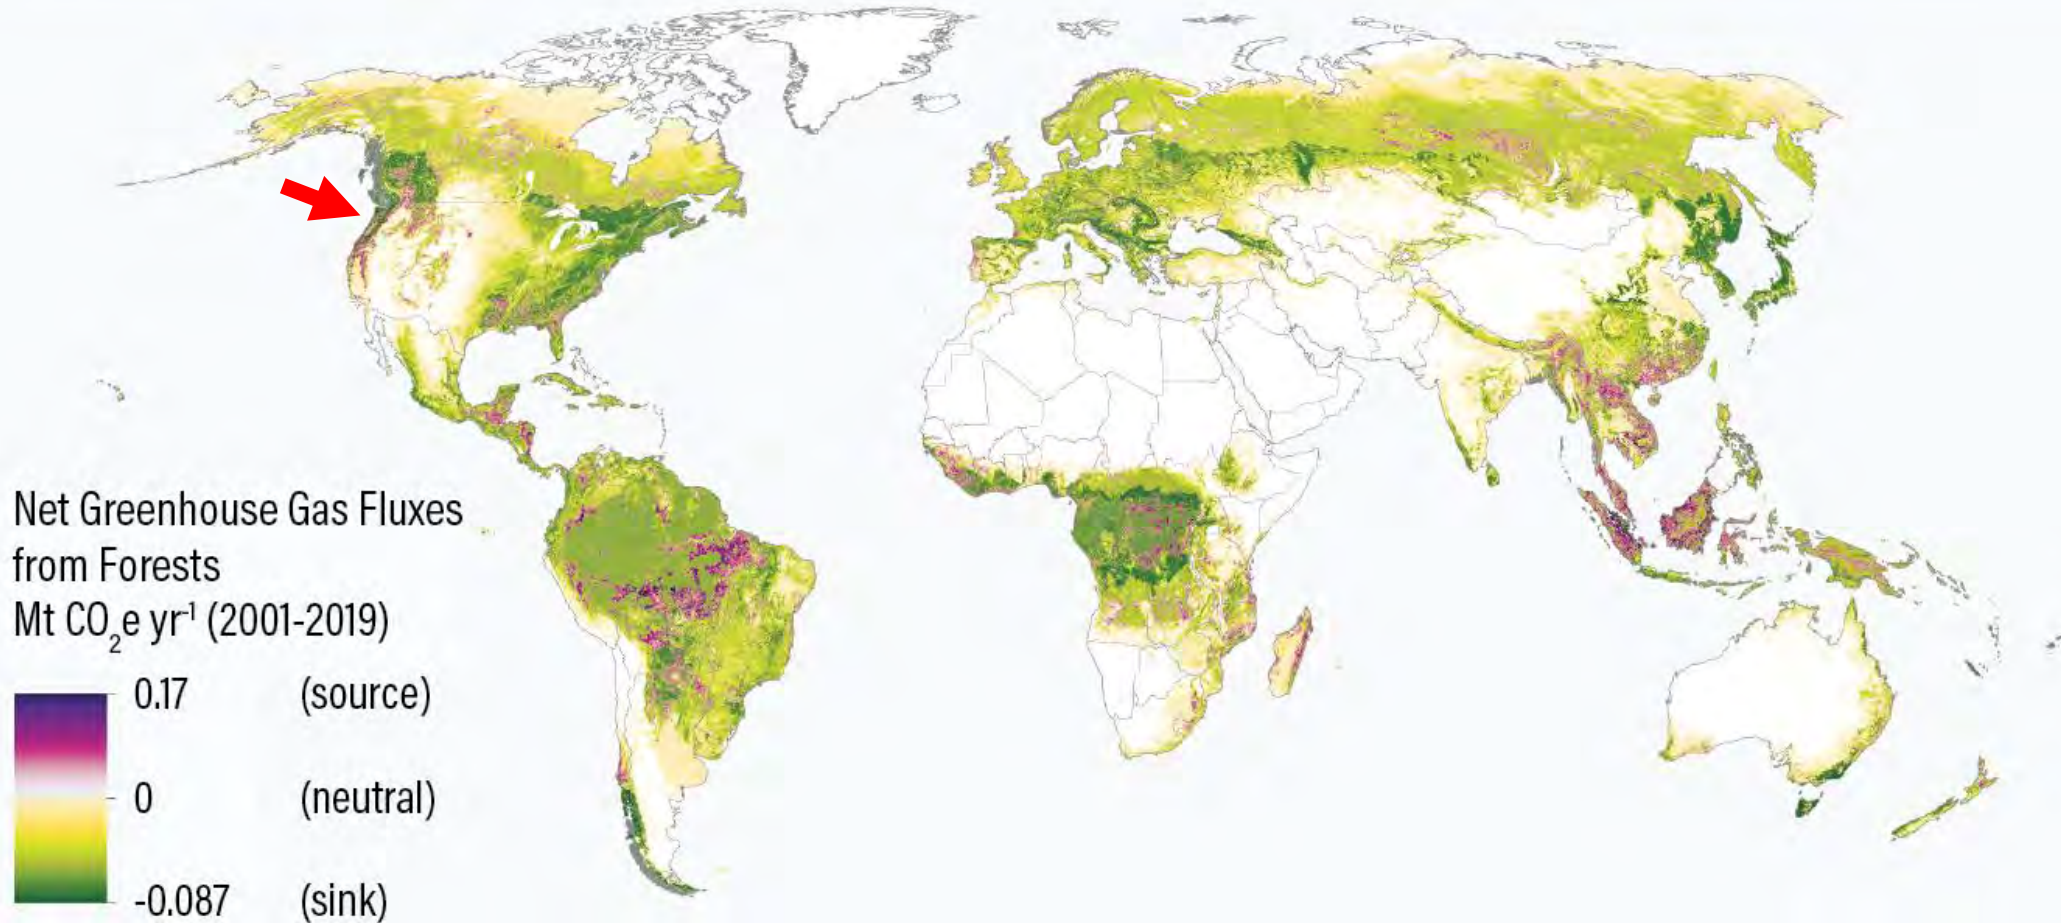 Net Greenhouse Gas Fluxes
from Forests
Mt CO₂e yr⁻¹ (2001-2019)
0.17 (source)
0 (neutral)
-0.087 (sink)